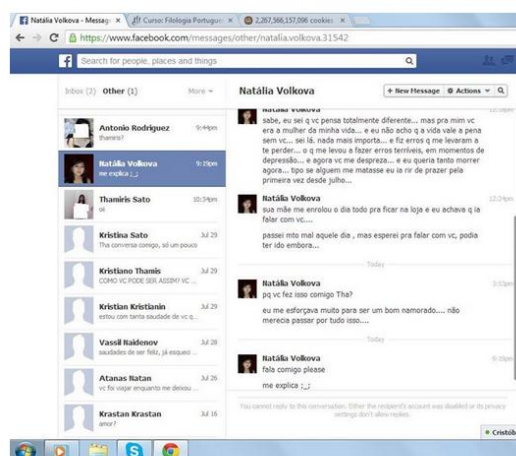 Natália Volkova - Messag
Curso: Filologia Portugue
2,267,566,157,096 cookies
https://www.facebook.com/messages/other/natalia.volkova.31542
Search for people, places and things
Inbox (2) Other (1) More
Natália Volkova
+ New Message Actions
Antonio Rodriguez 9:44pm
thamiris?
Natália Volkova 9:19pm
me explica ;_;
Thamiris Sato 10:34pm
oi
Kristina Sato Jul 29
Tha conversa comigo, só um pouco
Kristiano Thamis Jul 29
COMO VC PODE SER ASSIM? VC ...
Kristian Kristianin Jul 29
estou com tanta saudade de vc q...
Vassil Naidenov Jul 28
saudades de ser feliz, já esqueci ...
Atanas Natan Jul 26
vc foi viajar enquanto me deixou ...
Krastan Krastan Jul 16
amor?
Natália Volkova
sabe, eu sei q vc pensa totalmente diferente... mas pra mim vc
era a mulher da minha vida... e eu não acho q a vida vale a pena
sem vc... sei lá. nada mais importa... e fiz erros q me levaram a
te perder... o q me levou a fazer erros terríveis, em momentos de
depressão... e agora vc me despreza... e eu queria tanto morrer
agora... tipo se alguem me matasse eu ia rir de prazer pela
primeira vez desde julho...
Natália Volkova
sua mãe me enrolou o dia todo pra ficar na loja e eu achava q ia
falar com vc...
passei mto mal aquele dia , mas esperei pra falar com vc, podia
ter ido embora...
Today
Natália Volkova
pq vc fez isso comigo Tha?
eu me esforçava muito para ser um bom namorado.... não
merecia passar por tudo isso....
Today
Natália Volkova
fala comigo please
me explica ;_;
You cannot reply to this conversation. Either the recipient's account was disabled or its privacy
settings don't allow replies.
Cristób